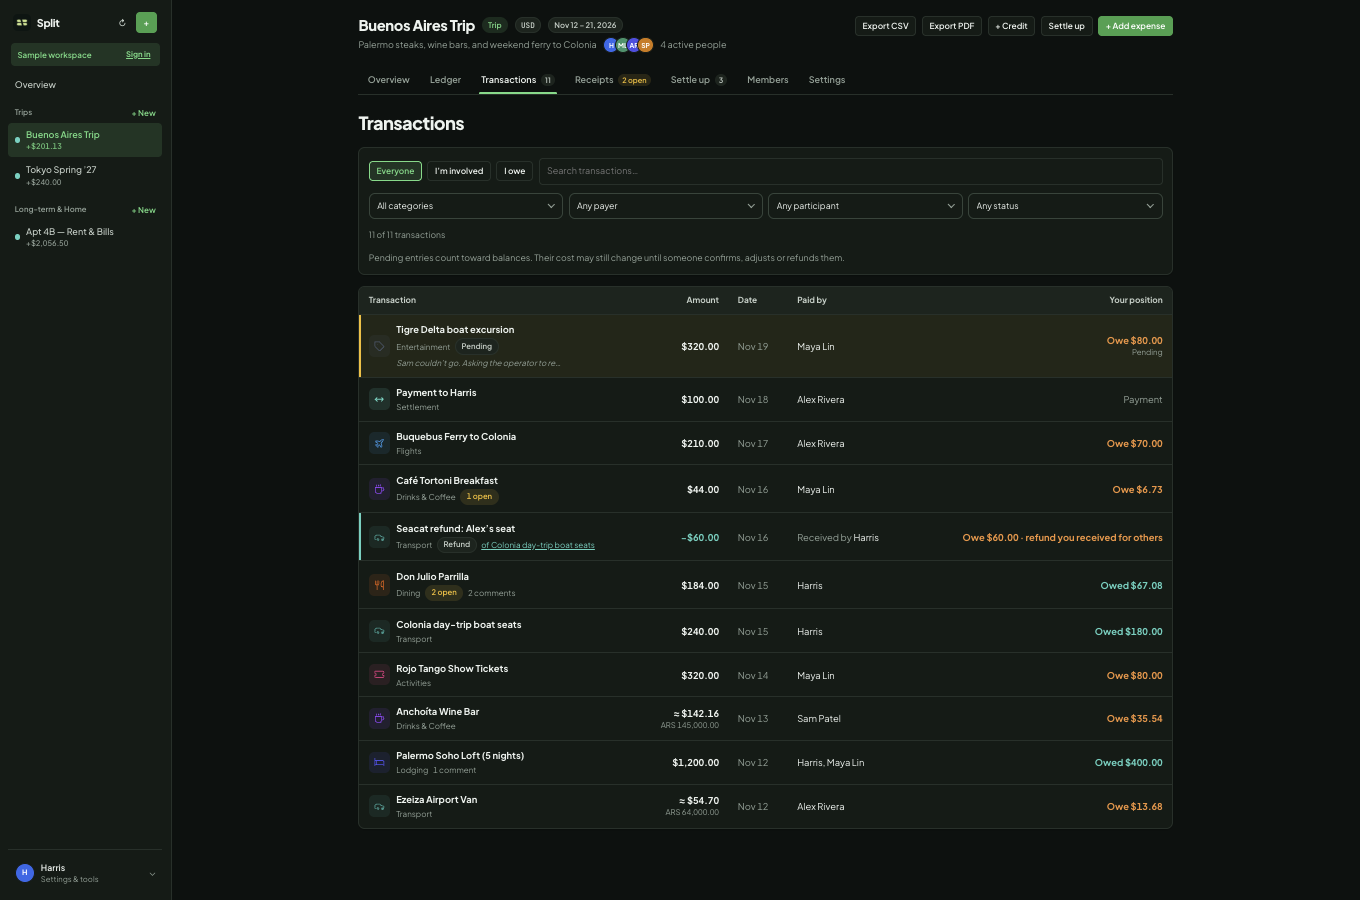 Split
+
Sample workspace
Sign in
Overview
Trips
+ New
Buenos Aires Trip
+$201.13
Tokyo Spring '27
+$240.00
Long-term & Home
+ New
Apt 4B — Rent & Bills
+$2,056.50
H
Harris
Settings & tools
Buenos Aires Trip
Trip
USD
Nov 12 – 21, 2026
Export CSV
Export PDF
+ Credit
Settle up
+ Add expense
Palermo steaks, wine bars, and weekend ferry to Colonia
H
ML
AR
SP
4 active people
Overview
Ledger
Transactions 11
Receipts 2 open
Settle up 3
Members
Settings
Transactions
Everyone
I'm involved
I owe
Search transactions…
All categories
Any payer
Any participant
Any status
11 of 11 transactions
Pending entries count toward balances. Their cost may still change until someone confirms, adjusts or refunds them.
Transaction Amount Date Paid by Your position
Tigre Delta boat excursion
Entertainment Pending
Sam couldn't go. Asking the operator to re…
$320.00
Nov 19
Maya Lin
Owe $80.00
Pending
Payment to Harris
Settlement
$100.00
Nov 18
Alex Rivera
Payment
Buquebus Ferry to Colonia
Flights
$210.00
Nov 17
Alex Rivera
Owe $70.00
Café Tortoni Breakfast
Drinks & Coffee 1 open
$44.00
Nov 16
Maya Lin
Owe $6.73
Seacat refund: Alex's seat
Transport Refund of Colonia day-trip boat seats
-$60.00
Nov 16
Received by Harris
Owe $60.00 · refund you received for others
Don Julio Parrilla
Dining 2 open 2 comments
$184.00
Nov 15
Harris
Owed $67.08
Colonia day-trip boat seats
Transport
$240.00
Nov 15
Harris
Owed $180.00
Rojo Tango Show Tickets
Activities
$320.00
Nov 14
Maya Lin
Owe $80.00
Anchoíta Wine Bar
Drinks & Coffee
≈ $142.16
ARS 145,000.00
Nov 13
Sam Patel
Owe $35.54
Palermo Soho Loft (5 nights)
Lodging 1 comment
$1,200.00
Nov 12
Harris, Maya Lin
Owed $400.00
Ezeiza Airport Van
Transport
≈ $54.70
ARS 64,000.00
Nov 12
Alex Rivera
Owe $13.68